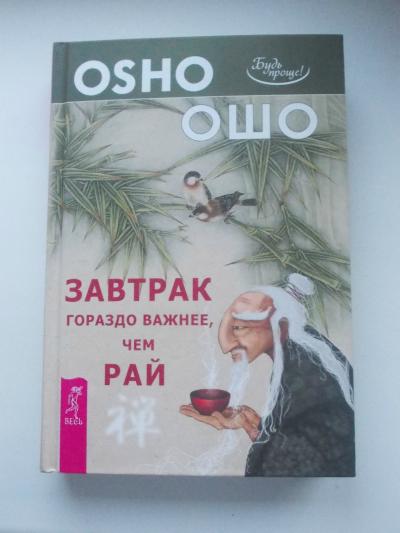 OSHO
Будь
проще!
ОШО
ЗАВТРАК
ГОРАЗДО ВАЖНЕЕ,
ЧЕМ
РАЙ
禅
ВЕСЬ